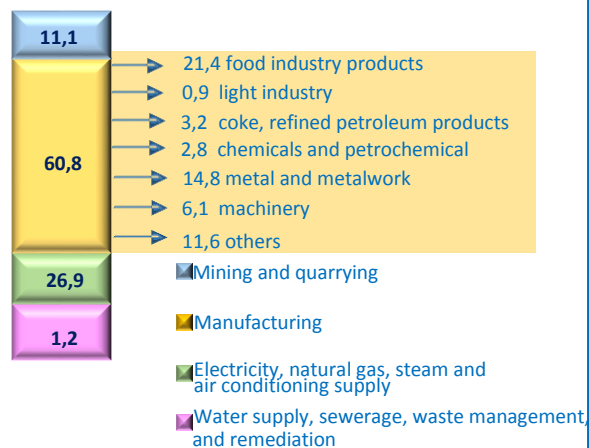 11,1
60,8
26,9
1,2
21,4 food industry products
0,9 light industry
3,2 coke, refined petroleum products
2,8 chemicals and petrochemical
14,8 metal and metalwork
6,1 machinery
11,6 others
Mining and quarrying
Manufacturing
Electricity, natural gas, steam and
air conditioning supply
Water supply, sewerage, waste management,
and remediation